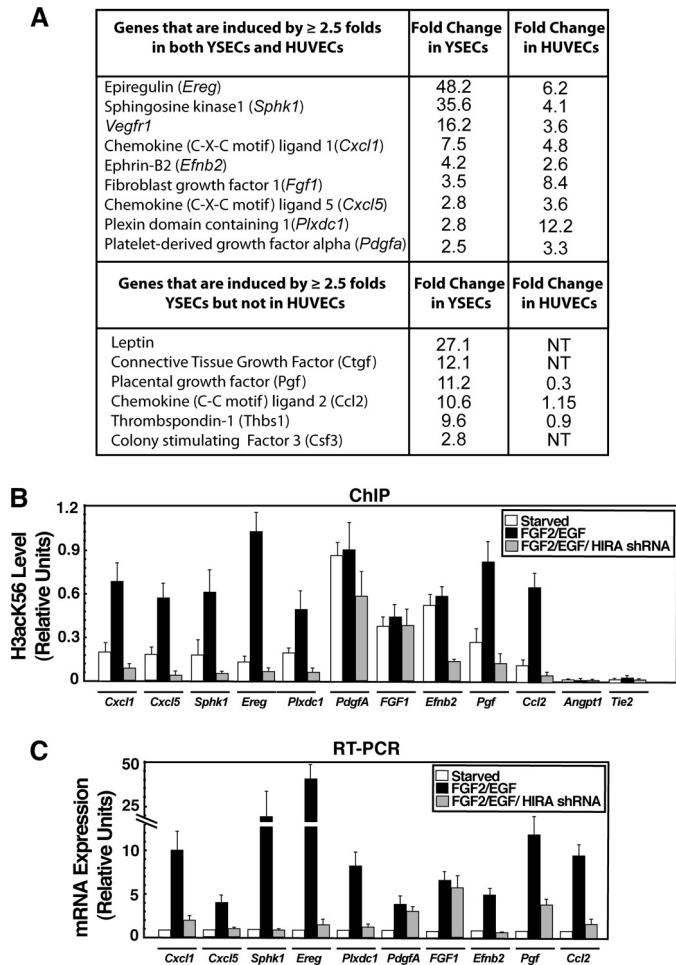 A
Genes that are induced by ≥ 2.5 folds in both YSECs and HUVECs
Fold Change in YSECs
Fold Change in HUVECs
Epiregulin (Ereg) 48.2 6.2
Sphingosine kinase1 (Sphk1) 35.6 4.1
Vegfr1 16.2 3.6
Chemokine (C-X-C motif) ligand 1(Cxcl1) 7.5 4.8
Ephrin-B2 (Efnb2) 4.2 2.6
Fibroblast growth factor 1(Fgf1) 3.5 8.4
Chemokine (C-X-C motif) ligand 5 (Cxcl5) 2.8 3.6
Plexin domain containing 1(Plxdc1) 2.8 12.2
Platelet-derived growth factor alpha (Pdgfa) 2.5 3.3
Genes that are induced by ≥ 2.5 folds YSECs but not in HUVECs
Fold Change in YSECs
Fold Change in HUVECs
Leptin 27.1 NT
Connective Tissue Growth Factor (Ctgf) 12.1 NT
Placental growth factor (Pgf) 11.2 0.3
Chemokine (C-C motif) ligand 2 (Ccl2) 10.6 1.15
Thrombspondin-1 (Thbs1) 9.6 0.9
Colony stimulating Factor 3 (Csf3) 2.8 NT
B
ChIP
H3acK56 Level
(Relative Units)
1.2
0.9
0.6
0.3
0
Starved
FGF2/EGF
FGF2/EGF/ HIRA shRNA
Cxcl1 Cxcl5 Sphk1 Ereg Plxdc1 PdgfA FGF1 Efnb2 Pgf Ccl2 Angpt1 Tie2
C
RT-PCR
mRNA Expression
(Relative Units)
50
25
10
5
0
Starved
FGF2/EGF
FGF2/EGF/ HIRA shRNA
Cxcl1 Cxcl5 Sphk1 Ereg Plxdc1 PdgfA FGF1 Efnb2 Pgf Ccl2